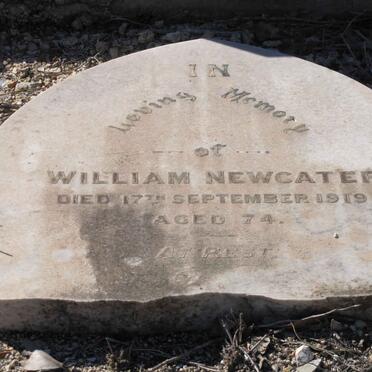 IN
Loving Memory
of
WILLIAM NEWCATER
DIED 17TH SEPTEMBER 1919
AGED 74.
AT REST.